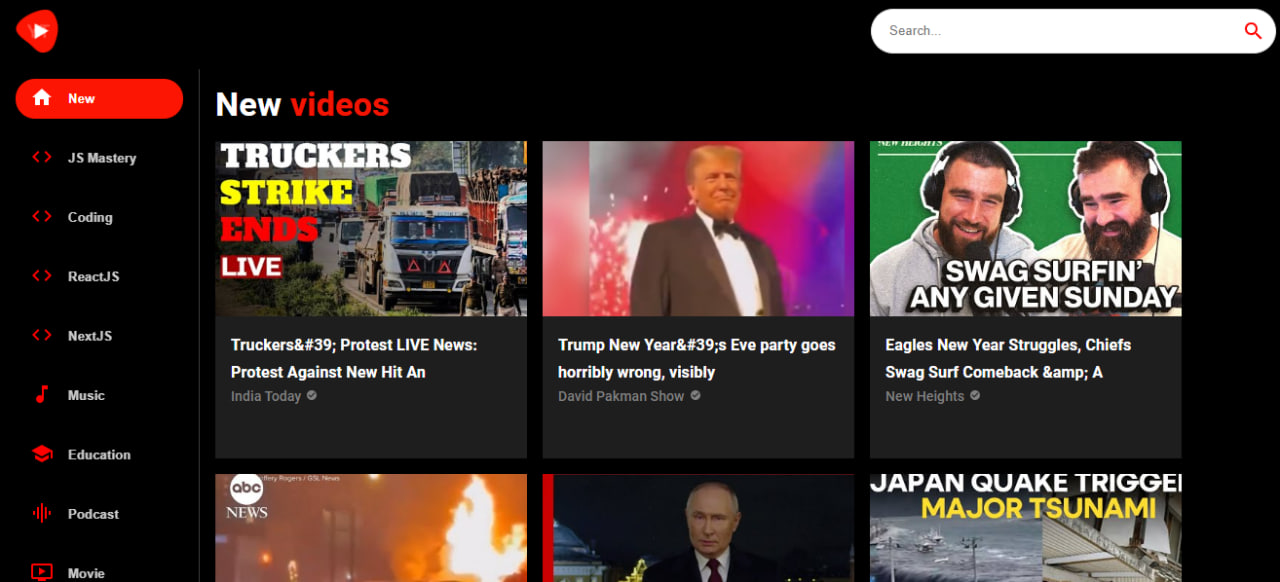 Search...
New
JS Mastery
Coding
ReactJS
NextJS
Music
Education
Podcast
Movie
New videos
TRUCKERS
STRIKE
ENDS
LIVE
Truckers&#39; Protest LIVE News:
Protest Against New Hit An
India Today
Trump New Year&#39;s Eve party goes
horribly wrong, visibly
David Pakman Show
NEW HEIGHTS
SWAG SURFIN'
ANY GIVEN SUNDAY
Eagles New Year Struggles, Chiefs
Swag Surf Comeback &amp; A
New Heights
Rogers / GSL News
abc
NEWS
JAPAN QUAKE TRIGGE
MAJOR TSUNAMI